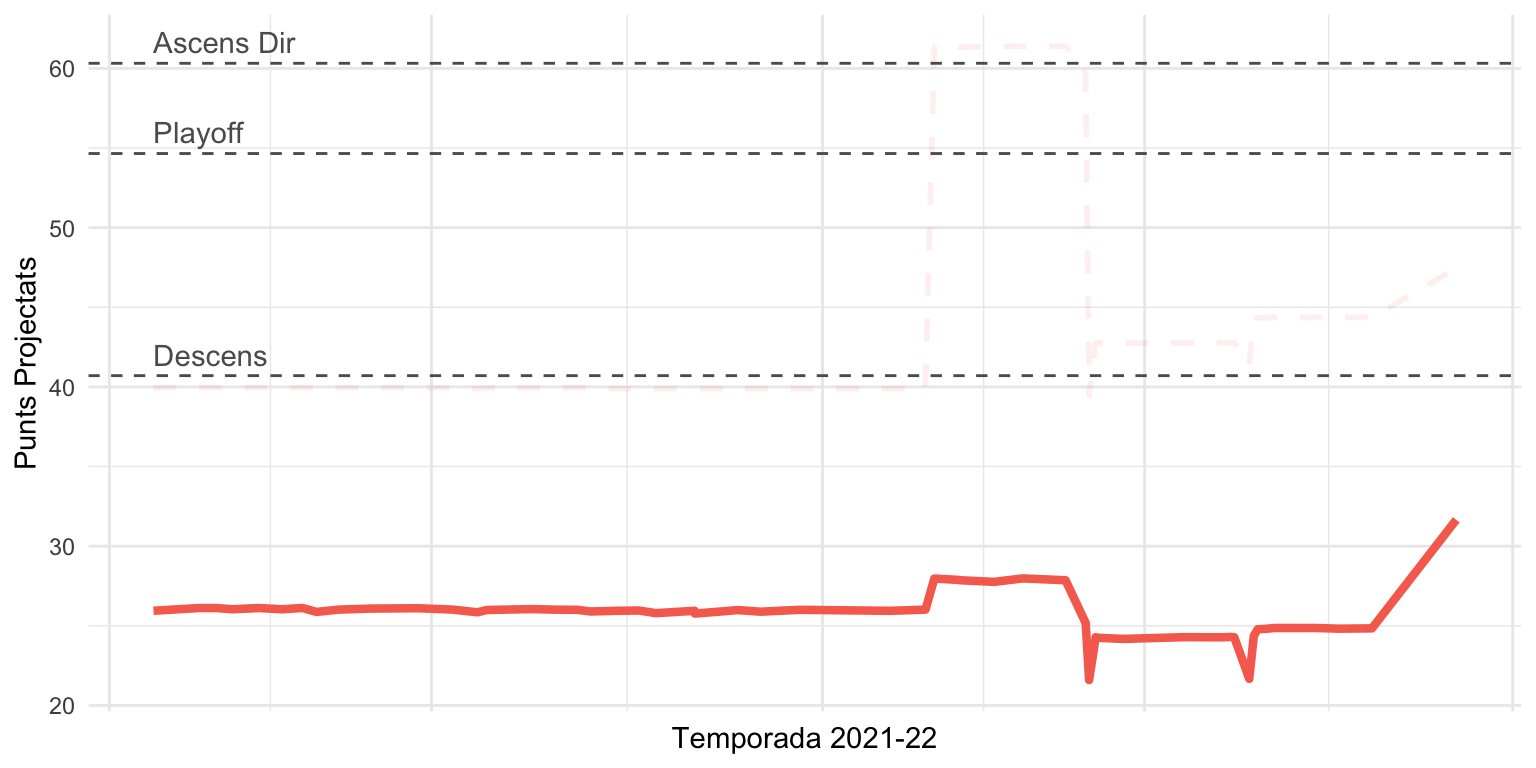 Ascens Dir
60
Playoff
50
Descens
40
30
20
Punts Projectats
Temporada 2021-22